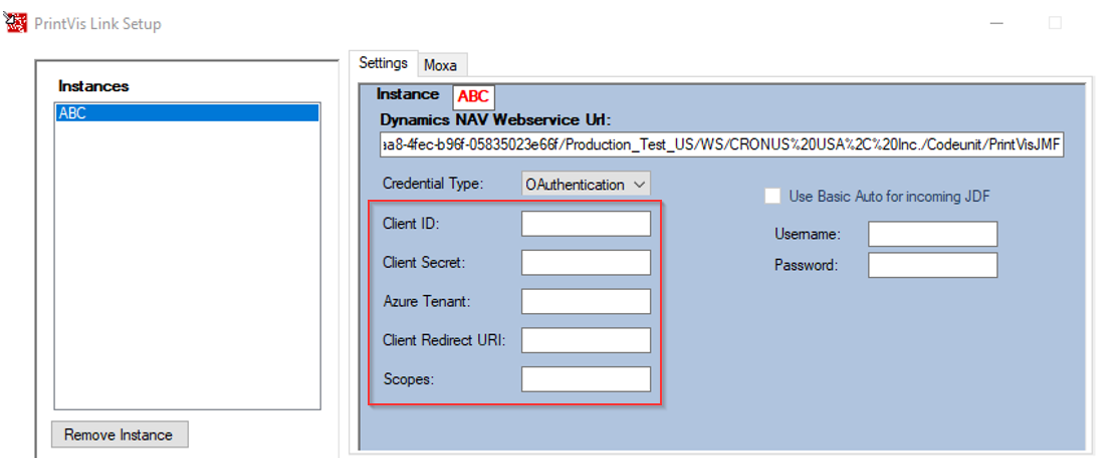 PrintVis Link Setup
Instances
ABC
Remove Instance
Settings
Moxa
Instance ABC
Dynamics NAV Webservice Url:
ıa8-4fec-b96f-05835023e66f/Production_Test_US/WS/CRONUS%20USA%2C%20Inc./Codeunit/PrintVisJMF
Credential Type: OAuthentication
Client ID:
Client Secret:
Azure Tenant:
Client Redirect URI:
Scopes:
Use Basic Auto for incoming JDF
Username:
Password: